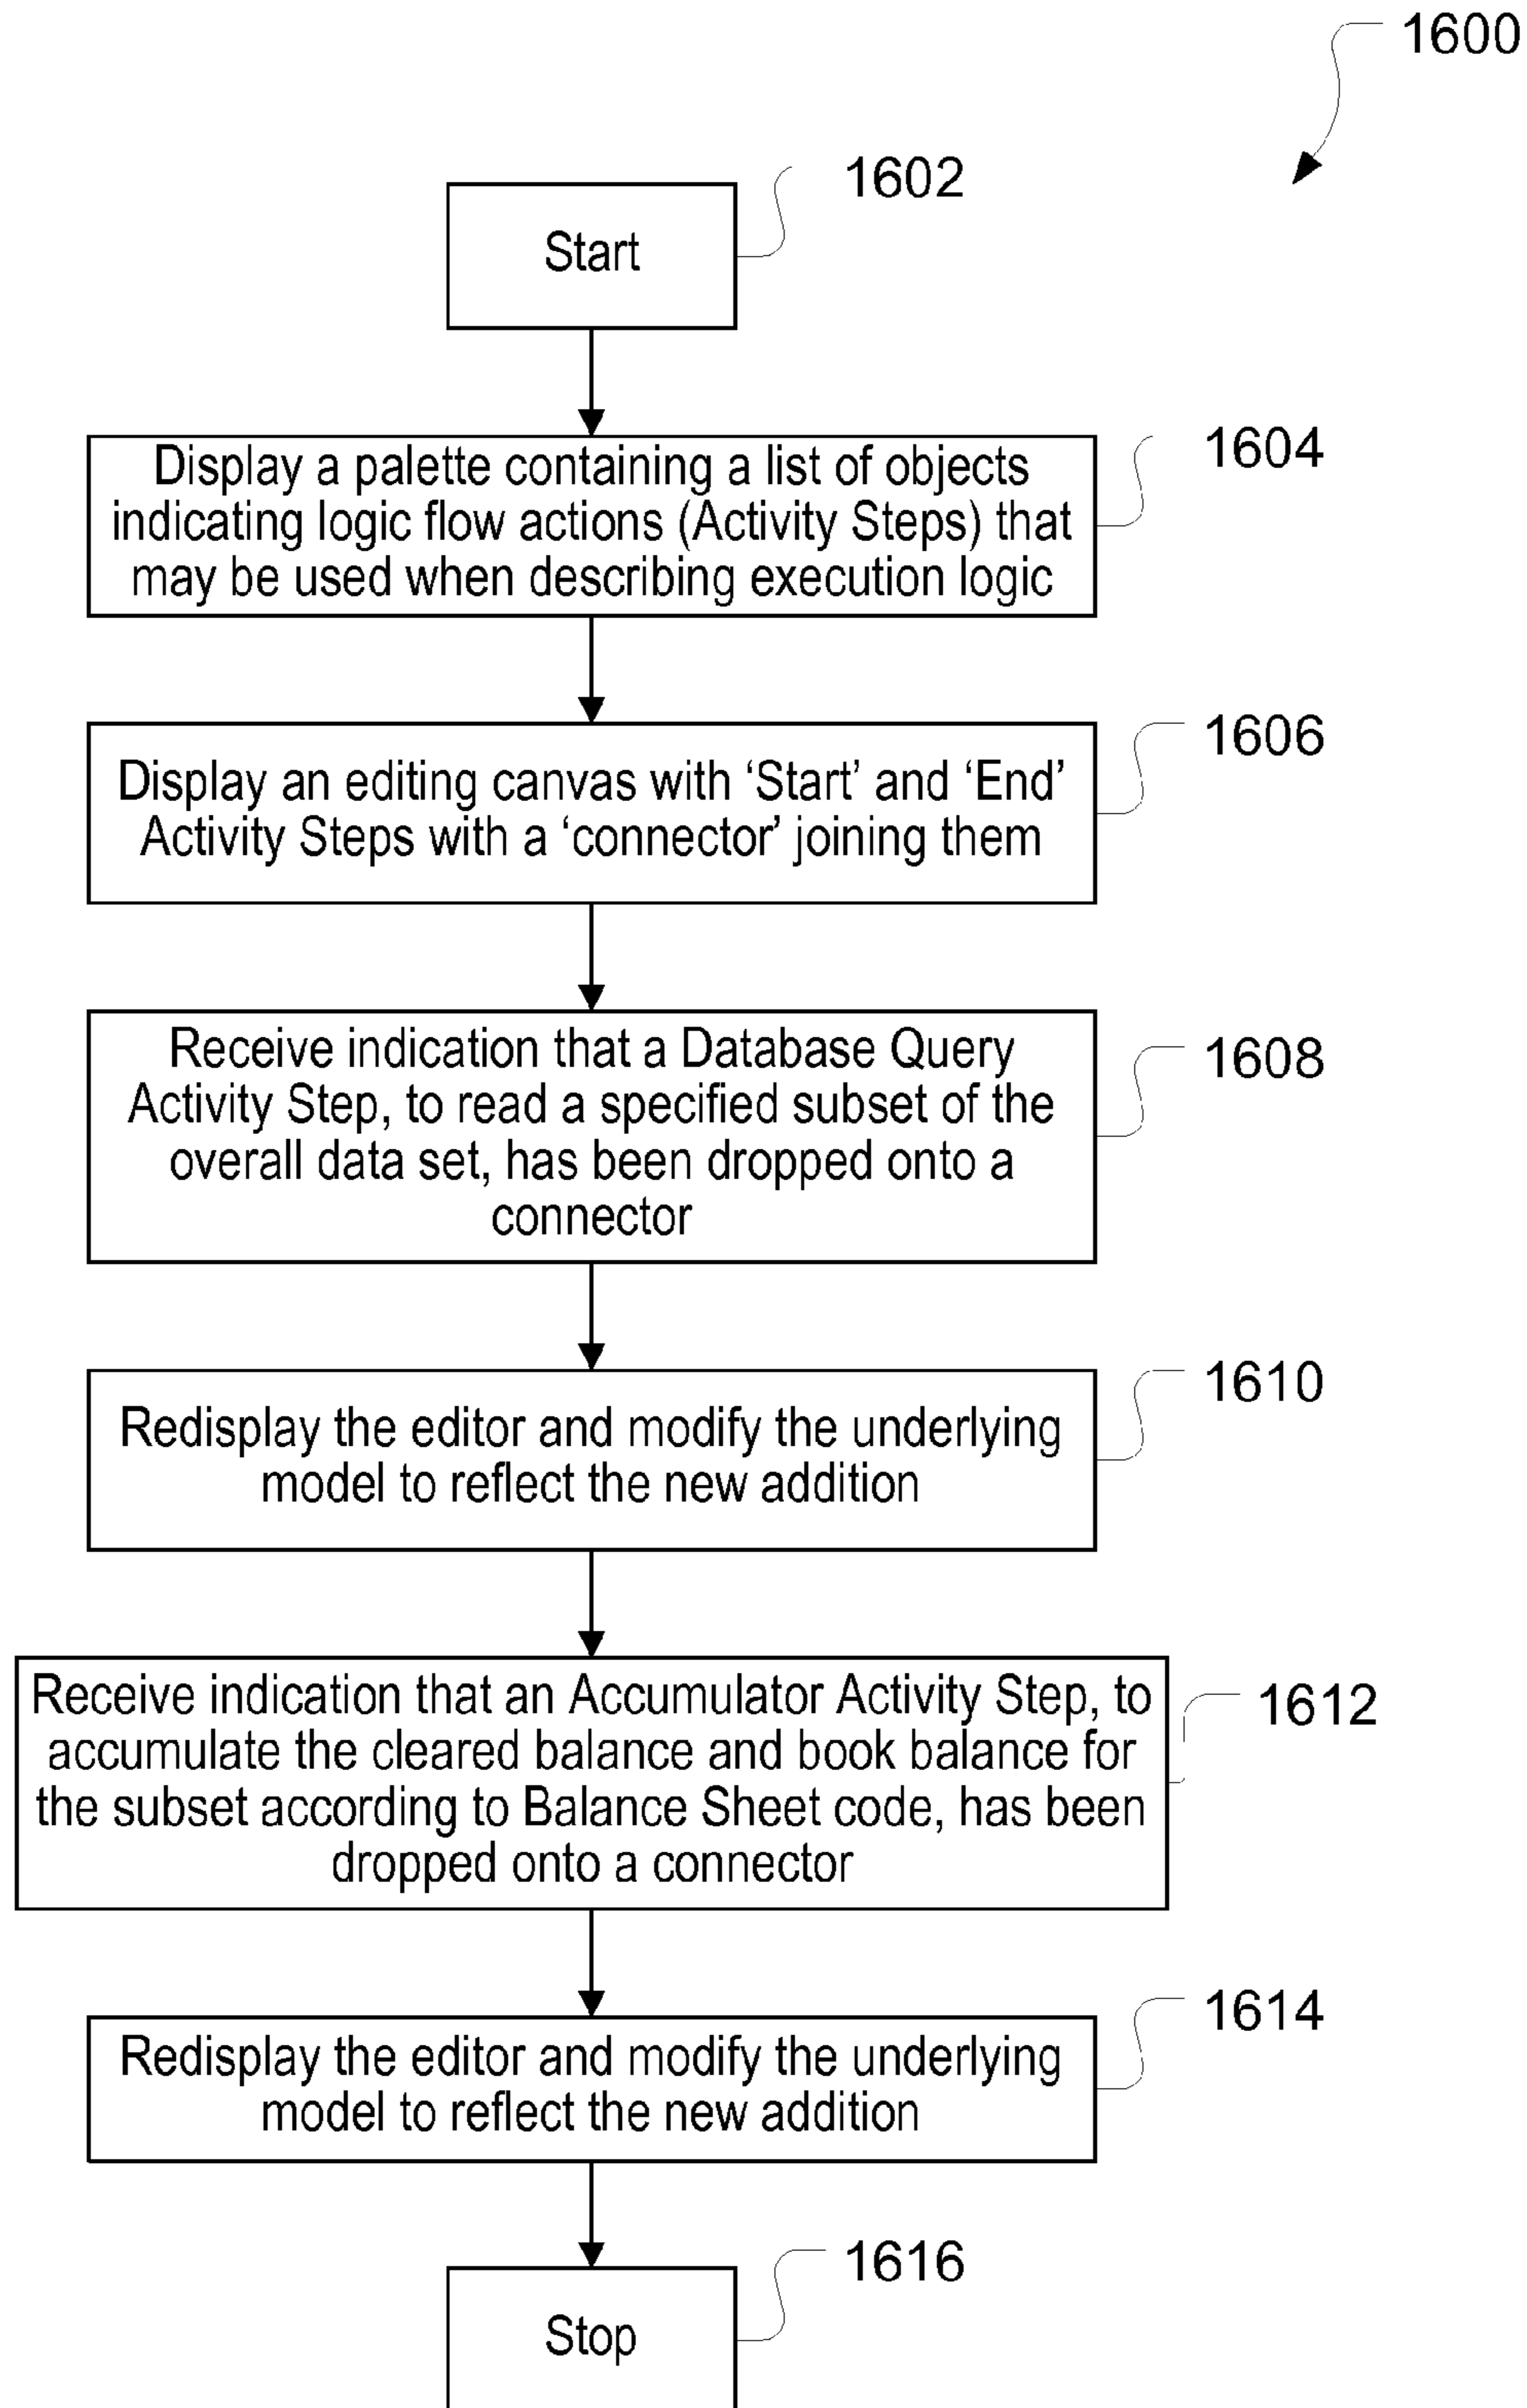 1600
1602
Start
1604
Display a palette containing a list of objects
indicating logic flow actions (Activity Steps) that
may be used when describing execution logic
1606
Display an editing canvas with ‘Start’ and ‘End’
Activity Steps with a ‘connector’ joining them
1608
Receive indication that a Database Query
Activity Step, to read a specified subset of the
overall data set, has been dropped onto a
connector
1610
Redisplay the editor and modify the underlying
model to reflect the new addition
1612
Receive indication that an Accumulator Activity Step, to
accumulate the cleared balance and book balance for
the subset according to Balance Sheet code, has been
dropped onto a connector
1614
Redisplay the editor and modify the underlying
model to reflect the new addition
1616
Stop